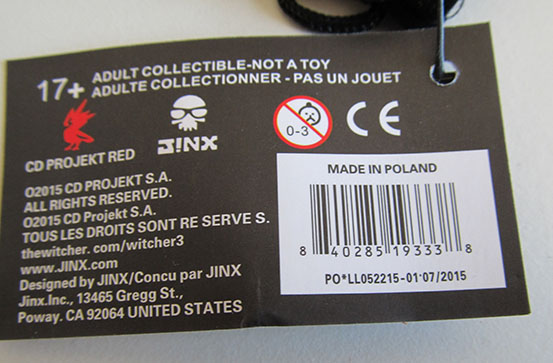 17+ ADULT COLLECTIBLE-NOT A TOY
ADULTE COLLECTIONNER - PAS UN JOUET
CD PROJEKT RED
J!NX
0-3
CE
O2015 CD PROJEKT S.A.
ALL RIGHTS RESERVED.
O2015 CD Projekt S.A.
TOUS LES DROITS SONT RE SERVE S.
thewitcher. com/witcher3
www.JINX.com
Designed by JINX/Concu par JINX
Jinx.Inc., 13465 Gregg St.,
Poway. CA 92064 UNITED STATES
MADE IN POLAND
8 40285 19333 8
PO*LL052215-01'07/2015